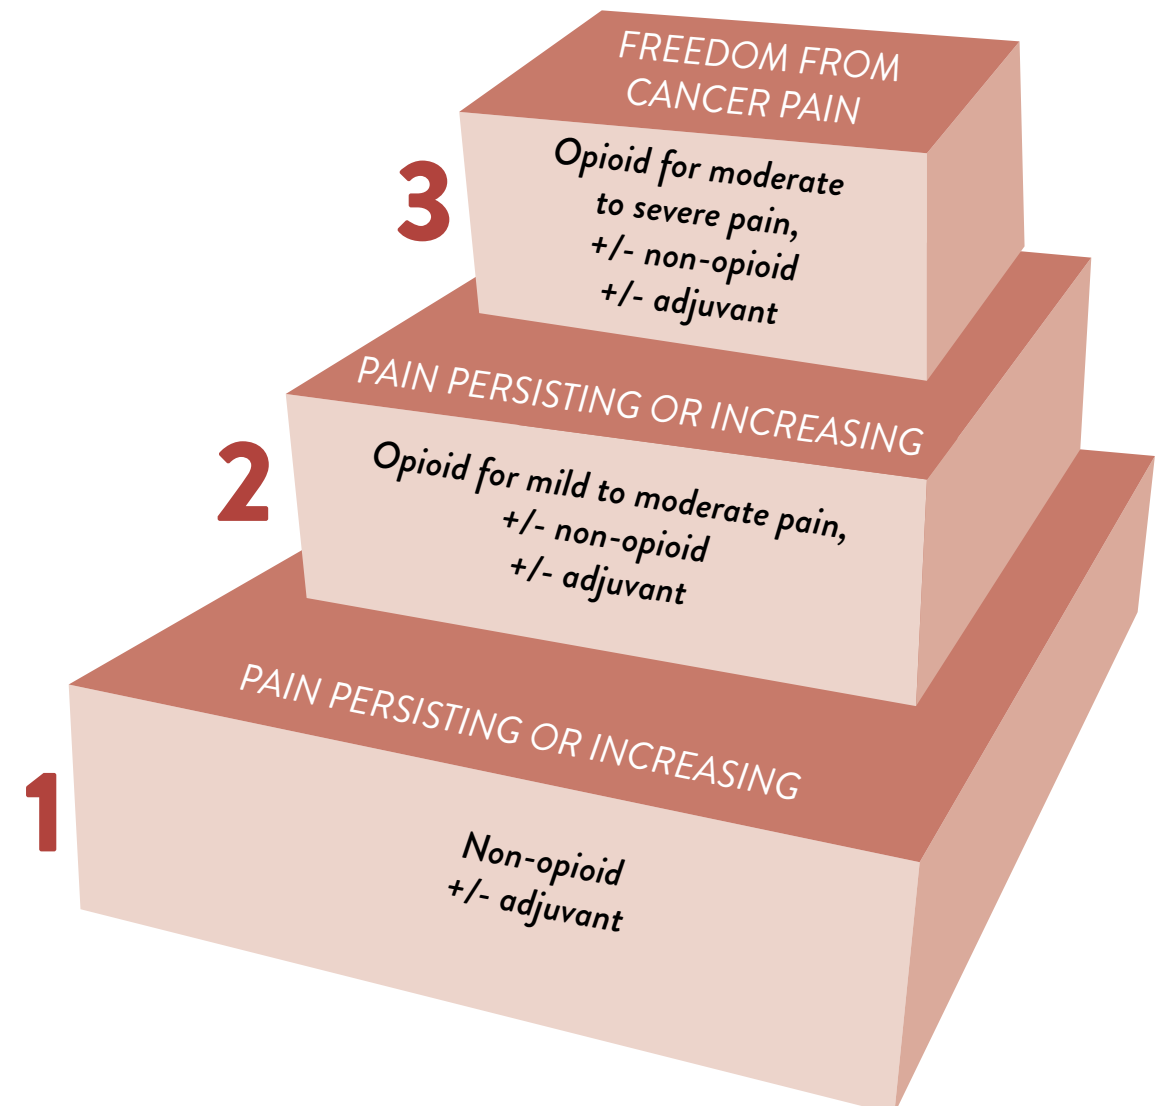 FREEDOM FROM
CANCER PAIN
3
Opioid for moderate
to severe pain,
+/- non-opioid
+/- adjuvant
PAIN PERSISTING OR INCREASING
2
Opioid for mild to moderate pain,
+/- non-opioid
+/- adjuvant
PAIN PERSISTING OR INCREASING
1
Non-opioid
+/- adjuvant